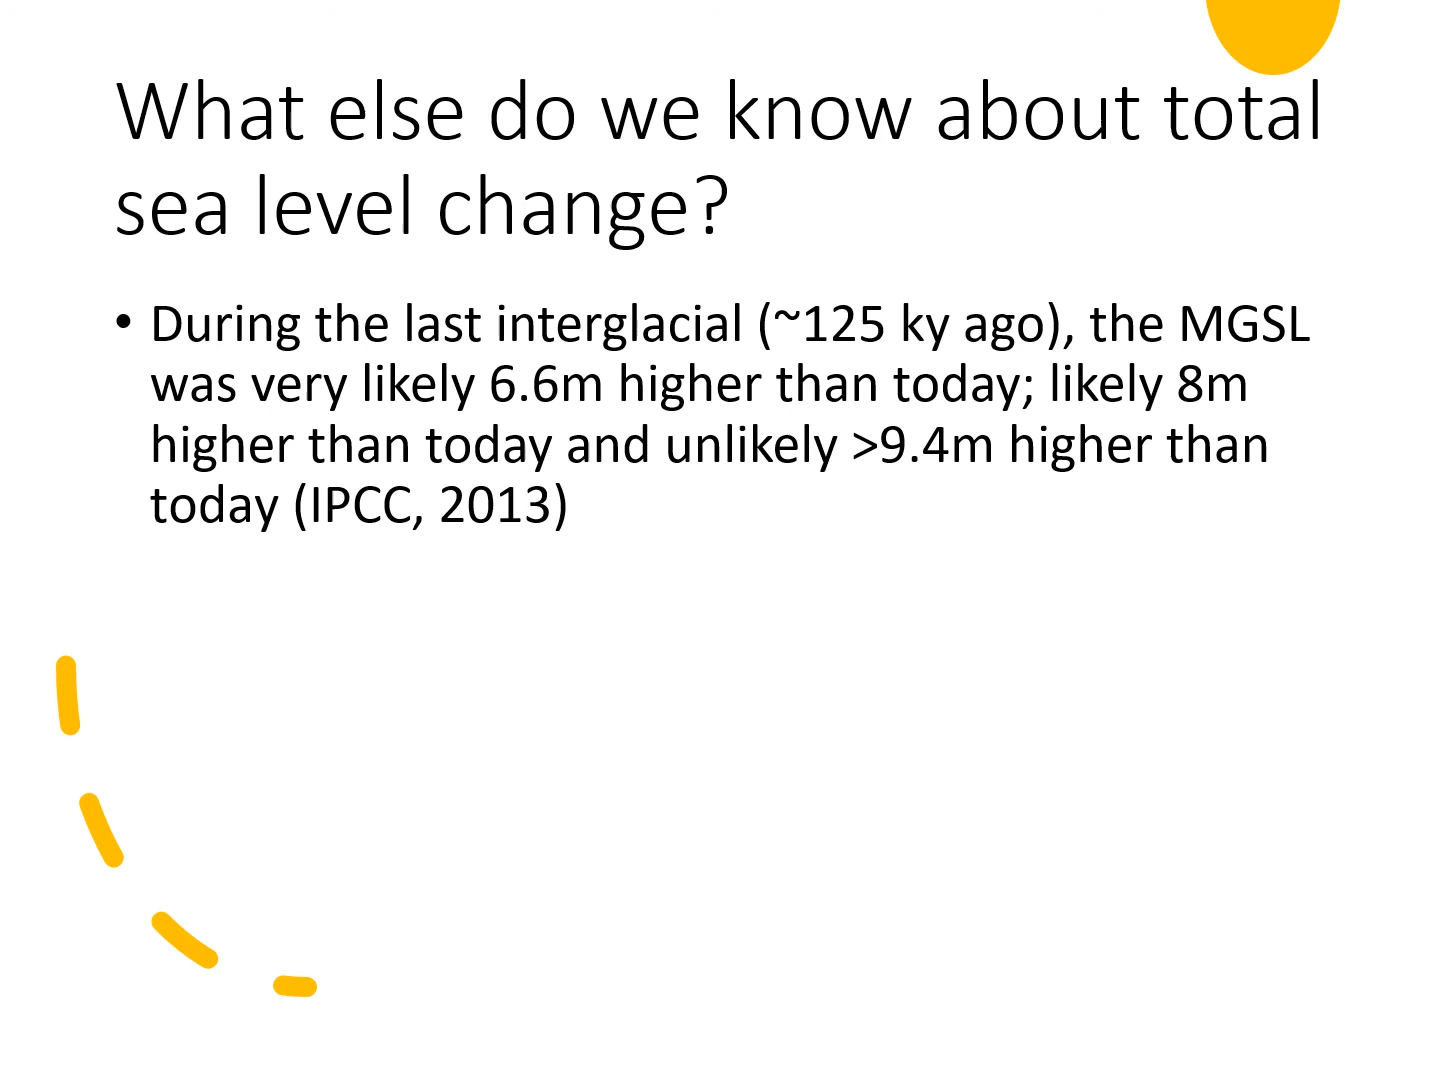 What else do we know about total
sea level change?
• During the last interglacial (~125 ky ago), the MGSL
was very likely 6.6m higher than today; likely 8m
higher than today and unlikely >9.4m higher than
today (IPCC, 2013)